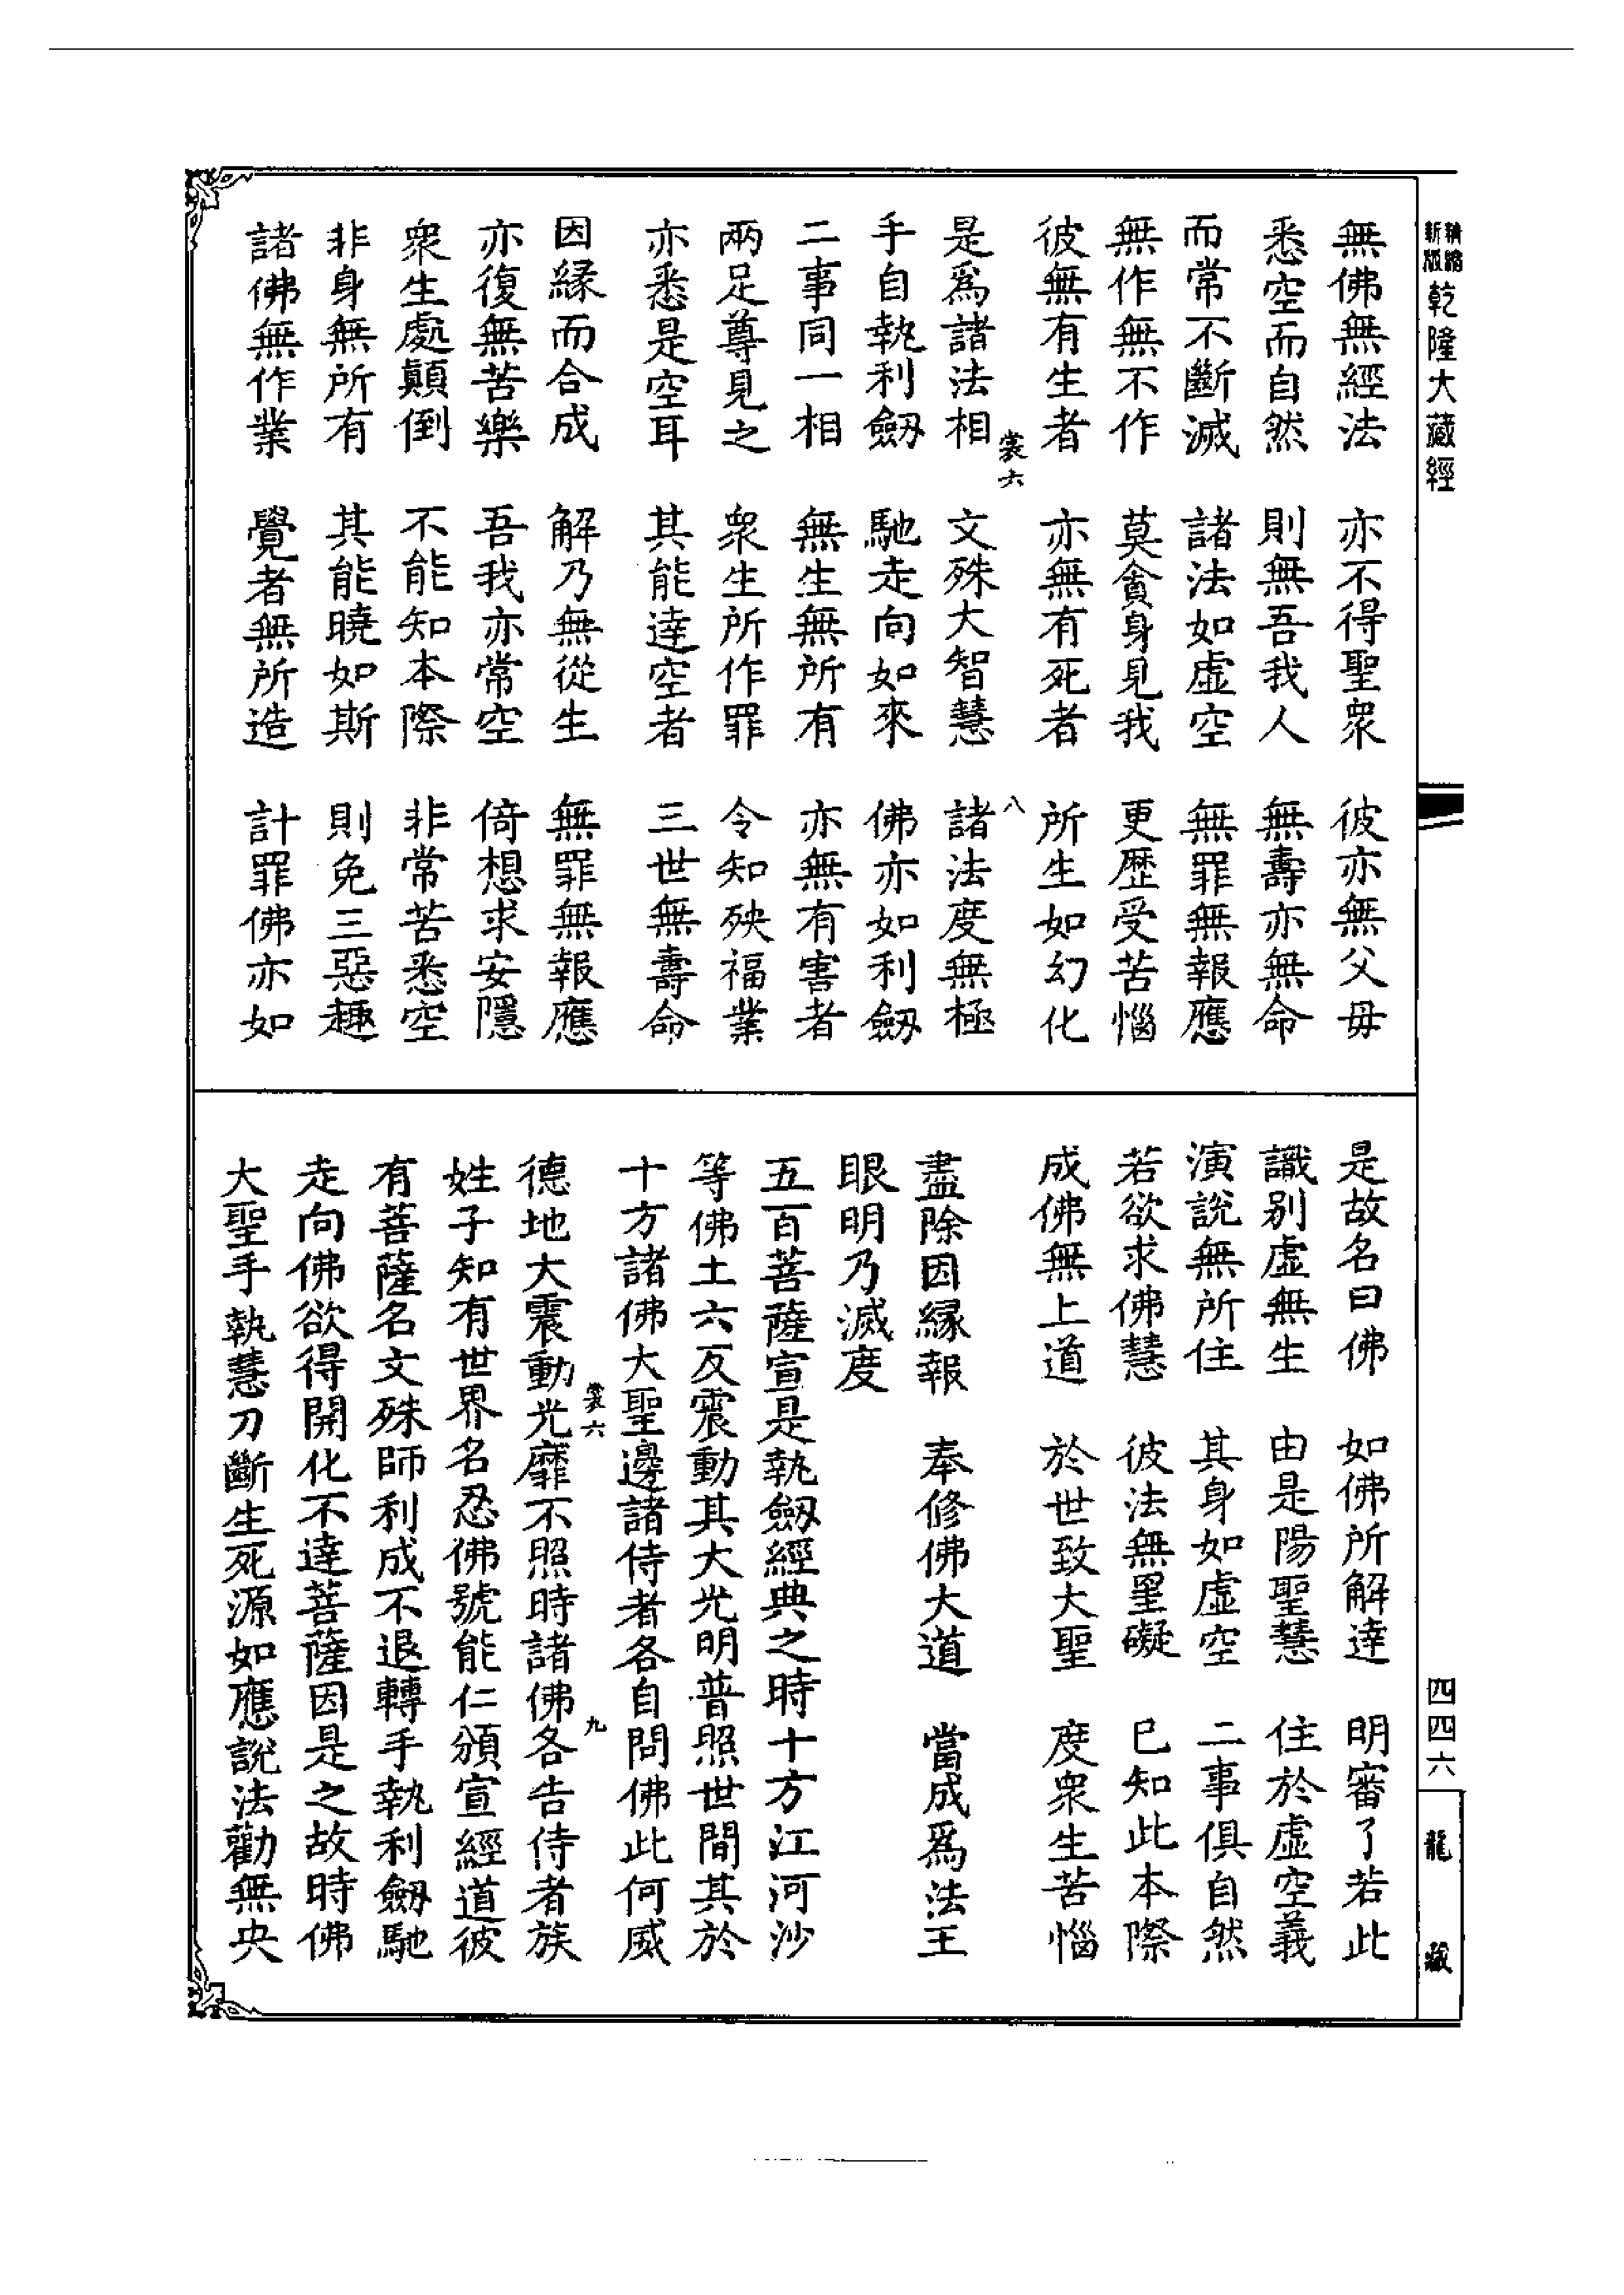 精縮新版乾隆大藏經
無佛無經法　亦不得聖衆　彼亦無父母
悉空而自然　則無吾我人　無壽亦無命
而常不斷滅　諸法如虛空　無罪無報應
無作無不作　莫貪身見我　更歷受苦惱
彼無有生者　亦無有死者　所生如幻化
裳六　八
是爲諸法相　文殊大智慧　諸法度無極
手自執利劔　馳走向如來　佛亦如利劔
二事同一相　無生無所有　亦無有害者
兩足尊見之　衆生所作罪　令知殃福業
亦悉是空耳　其能達空者　三世無壽命
因緣而合成　解乃無從生　無罪無報應
亦復無苦樂　吾我亦常空　倚想求安隱
衆生處顚倒　不能知本際　非常苦悉空
非身無所有　其能曉如斯　則免三惡趣
諸佛無作業　覺者無所造　計罪佛亦如
是故名曰佛　如佛所解達　明審了若此
識別虛無生　由是陽聖慧　住於虛空義
演說無所住　其身如虛空　二事俱自然
若欲求佛慧　彼法無罣礙　已知此本際
成佛無上道　於世致大聖　度衆生苦惱
盡除因緣報　奉修佛大道　當成爲法王
眼明乃滅度
五百菩薩宣是執劔經典之時十方江河沙
等佛土六反震動其大光明普照世間其於
十方諸佛大聖邊諸侍者各自問佛此何威
裳六　九
德地大震動光靡不照時諸佛各告侍者族
姓子知有世界名忍佛號能仁頒宣經道彼
有菩薩名文殊師利成不退轉手執利劔馳
走向佛欲得開化不達菩薩因是之故時佛
大聖手執慧刀斷生死源如應說法勸無央
四四六
龍藏